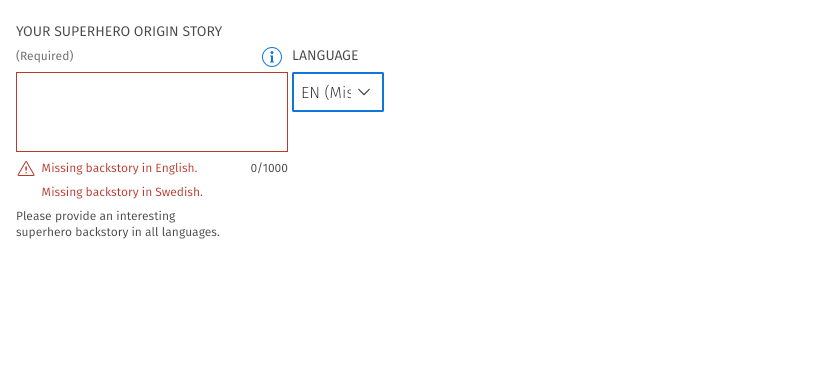 YOUR SUPERHERO ORIGIN STORY
(Required)
LANGUAGE
EN (Mis
Missing backstory in English.
0/1000
Missing backstory in Swedish.
Please provide an interesting
superhero backstory in all languages.